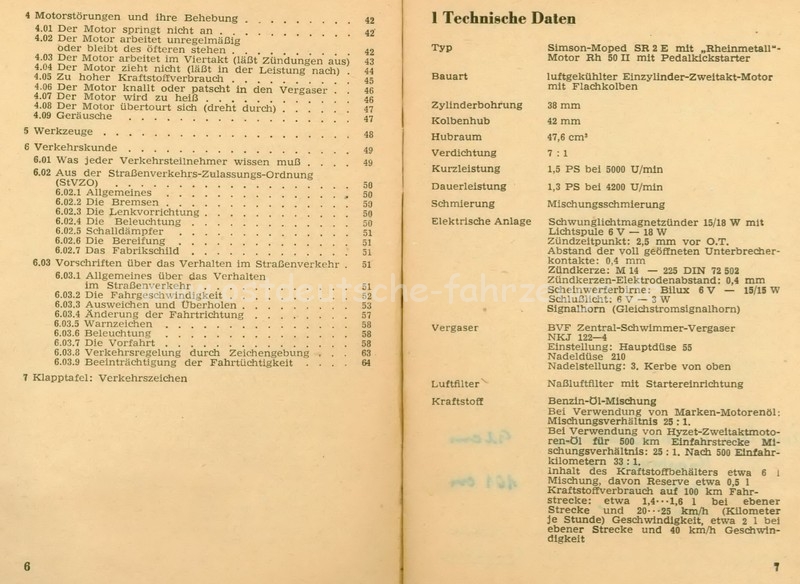 4 Motorstörungen und ihre Behebung . . . . . . . . 42
4.01 Der Motor springt nicht an . . . . . . . . . . 42
4.02 Der Motor arbeitet unregelmäßig
oder bleibt des öfteren stehen . . . . . . . . 42
4.03 Der Motor arbeitet im Viertakt (läßt Zündungen aus) 43
4.04 Der Motor zieht nicht (läßt in der Leistung nach) . 44
4.05 Zu hoher Kraftstoffverbrauch . . . . . . . . . 45
4.06 Der Motor knallt oder patscht in den Vergaser . . 46
4.07 Der Motor wird zu heiß . . . . . . . . . . . 46
4.08 Der Motor übertourt sich (dreht durch) . . . . . 47
4.09 Geräusche . . . . . . . . . . . . . . . . 47
5 Werkzeuge . . . . . . . . . . . . . . . . . 48
6 Verkehrskunde . . . . . . . . . . . . . . . . 49
6.01 Was jeder Verkehrsteilnehmer wissen muß . . . . 49
6.02 Aus der Straßenverkehrs-Zulassungs-Ordnung
(StVZO) . . . . . . . . . . . . . . . . . 50
6.02.1 Allgemeines . . . . . . . . . . . . . . 50
6.02.2 Die Bremsen . . . . . . . . . . . . . . 50
6.02.3 Die Lenkvorrichtung . . . . . . . . . . . 50
6.02.4 Die Beleuchtung . . . . . . . . . . . . 50
6.02.5 Schalldämpfer . . . . . . . . . . . . . 51
6.02.6 Die Bereifung . . . . . . . . . . . . . 51
6.02.7 Das Fabrikschild . . . . . . . . . . . . 51
6.03 Vorschriften über das Verhalten im Straßenverkehr . 51
6.03.1 Allgemeines über das Verhalten
im Straßenverkehr . . . . . . . . . . . . 51
6.03.2 Die Fahrgeschwindigkeit . . . . . . . . . 52
6.03.3 Ausweichen und Überholen . . . . . . . . 53
6.03.4 Änderung der Fahrtrichtung . . . . . . . . 57
6.03.5 Warnzeichen . . . . . . . . . . . . . . 58
6.03.6 Beleuchtung . . . . . . . . . . . . . . 58
6.03.7 Die Vorfahrt . . . . . . . . . . . . . . 58
6.03.8 Verkehrsregelung durch Zeichengebung . . . 63
6.03.9 Beeinträchtigung der Fahrtüchtigkeit . . . . 64
7 Klapptafel: Verkehrszeichen
6
1 Technische Daten
Typ Simson-Moped SR 2 E mit „Rheinmetall"-
Motor Rh 50 II mit Pedalkickstarter
Bauart luftgekühlter Einzylinder-Zweitakt-Motor
mit Flachkolben
Zylinderbohrung 38 mm
Kolbenhub 42 mm
Hubraum 47,6 cm³
Verdichtung 7 : 1
Kurzleistung 1,5 PS bei 5000 U/min
Dauerleistung 1,3 PS bei 4200 U/min
Schmierung Mischungsschmierung
Elektrische Anlage Schwunglichtmagnetzünder 15/18 W mit
Lichtspule 6 V — 18 W
Zündzeitpunkt: 2,5 mm vor O.T.
Abstand der voll geöffneten Unterbrecher-
kontakte: 0,4 mm
Zündkerze: M 14 — 225 DIN 72 502
Zündkerzen-Elektrodenabstand: 0,4 mm
Scheinwerferbirne: Bilux 6 V — 15/15 W
Schlußlicht: 6 V — 3 W
Signalhorn (Gleichstromsignalhorn)
Vergaser BVF Zentral-Schwimmer-Vergaser
NKJ 122—4
Einstellung: Hauptdüse 55
Nadeldüse 210
Nadelstellung: 3. Kerbe von oben
Luftfilter Naßluftfilter mit Startereinrichtung
Kraftstoff Benzin-Öl-Mischung
Bei Verwendung von Marken-Motorenöl:
Mischungsverhältnis 25 : 1.
Bei Verwendung von Hyzet-Zweitaktmoto-
ren-Öl für 500 km Einfahrstrecke Mi-
schungsverhältnis: 25 : 1. Nach 500 Einfahr-
kilometern 33 : 1.
Inhalt des Kraftstoffbehälters etwa 6 l
Mischung, davon Reserve etwa 0,5 l
Kraftstoffverbrauch auf 100 km Fahr-
strecke: etwa 1,4···1,6 l bei ebener
Strecke und 20···25 km/h (Kilometer
je Stunde) Geschwindigkeit, etwa 2 l bei
ebener Strecke und 40 km/h Geschwin-
digkeit
7